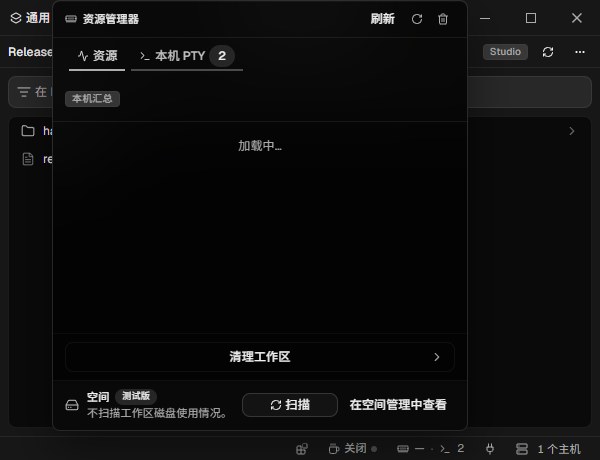 通用
资源管理器
刷新
Release
资源
本机 PTY
2
Studio
本机汇总
在
加载中...
清理工作区
空间
测试版
不扫描工作区磁盘使用情况。
扫描
在空间管理中查看
关闭
2
1 个主机